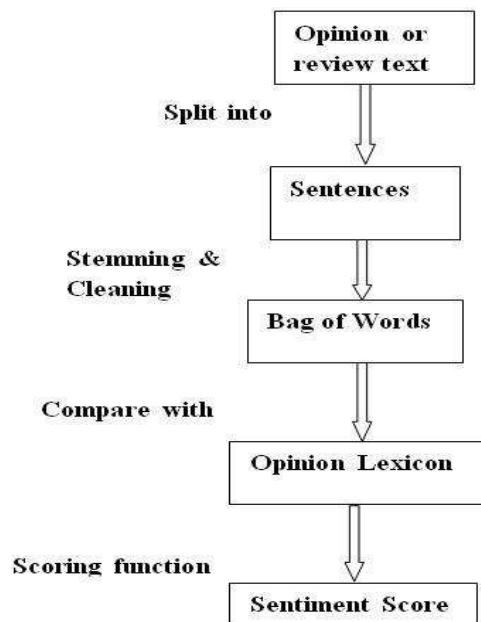 Opinion or
review text
Split into
Sentences
Stemming &
Cleaning
Bag of Words
Compare with
Opinion Lexicon
Scoring function
Sentiment Score